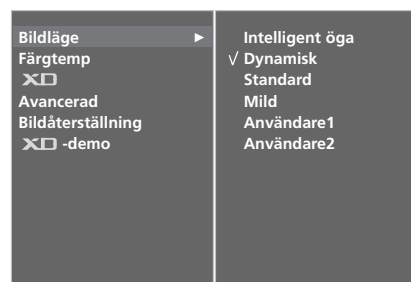 Bildläge ►
Färgtemp
XD
Avancerad
Bildåterställning
XD -demo
Intelligent öga
√ Dynamisk
Standard
Mild
Användare1
Användare2